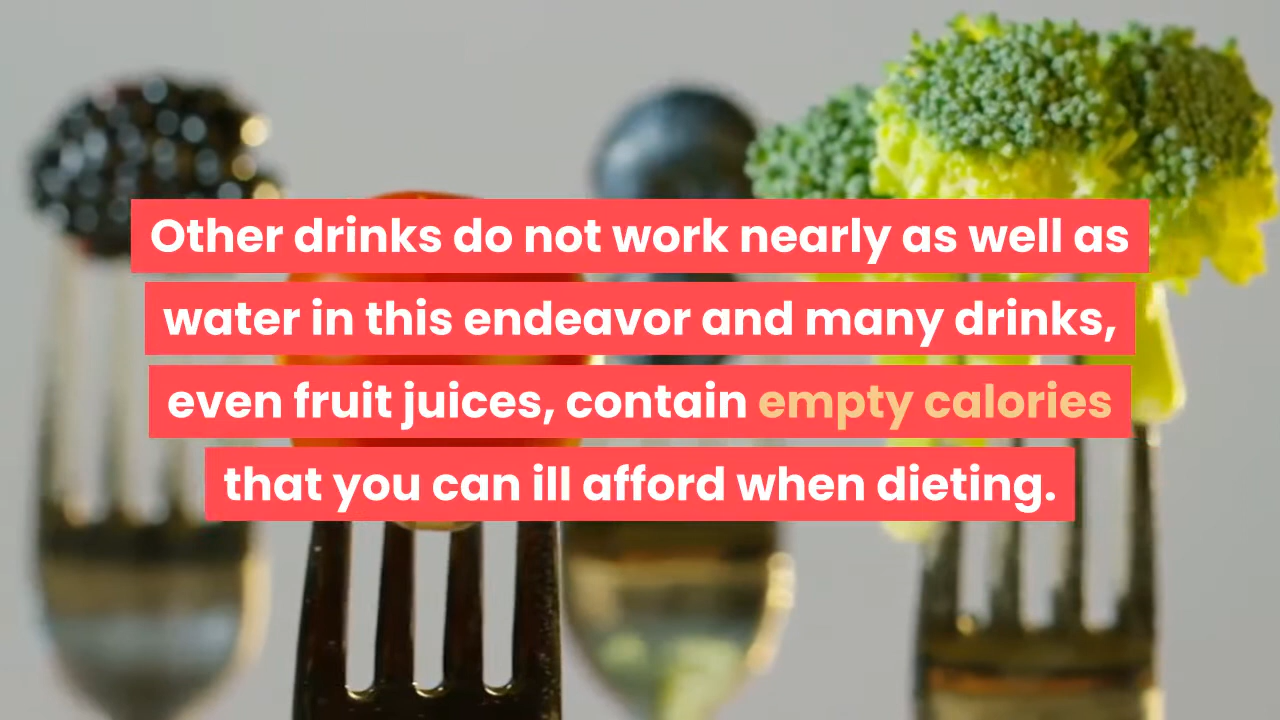 Other drinks do not work nearly as well as
water in this endeavor and many drinks,
even fruit juices, contain empty calories
that you can ill afford when dieting.